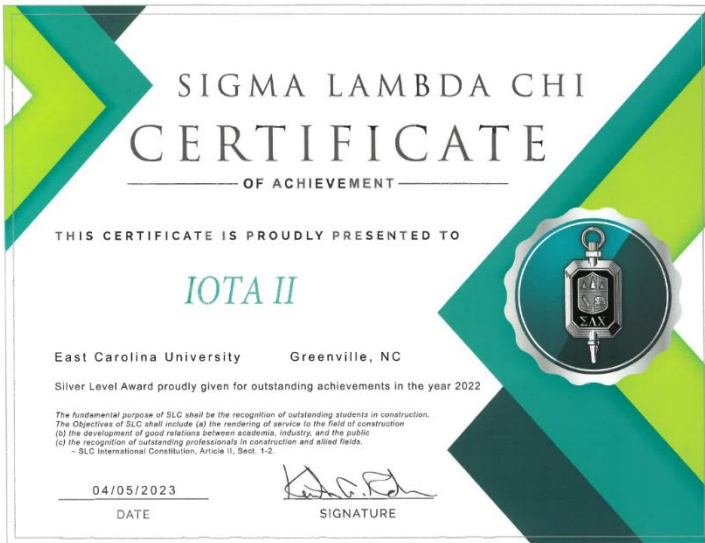 SIGMA LAMBDA CHI
CERTIFICATE
OF ACHIEVEMENT
THIS CERTIFICATE IS PROUDLY PRESENTED TO
IOTA II
ΣΛΧ
East Carolina University Greenville, NC
Silver Level Award proudly given for outstanding achievements in the year 2022
The fundamental purpose of SLC shall be the recognition of outstanding students in construction.
The Objectives of SLC shall include (a) the rendering of service to the field of construction
(b) the development of good relations between academia, industry, and the public
(c) the recognition of outstanding professionals in construction and allied fields.
– SLC International Constitution, Article II, Sect. 1-2.
04/05/2023
DATE
SIGNATURE